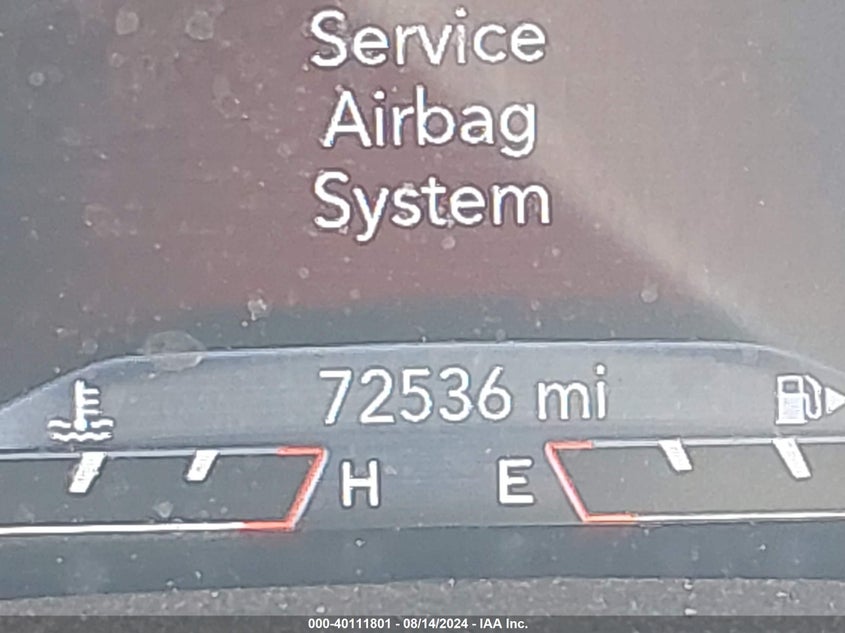 Service
Airbag
System
72536 mi
H E
000-40111801 - 08/14/2024 - IAA Inc.